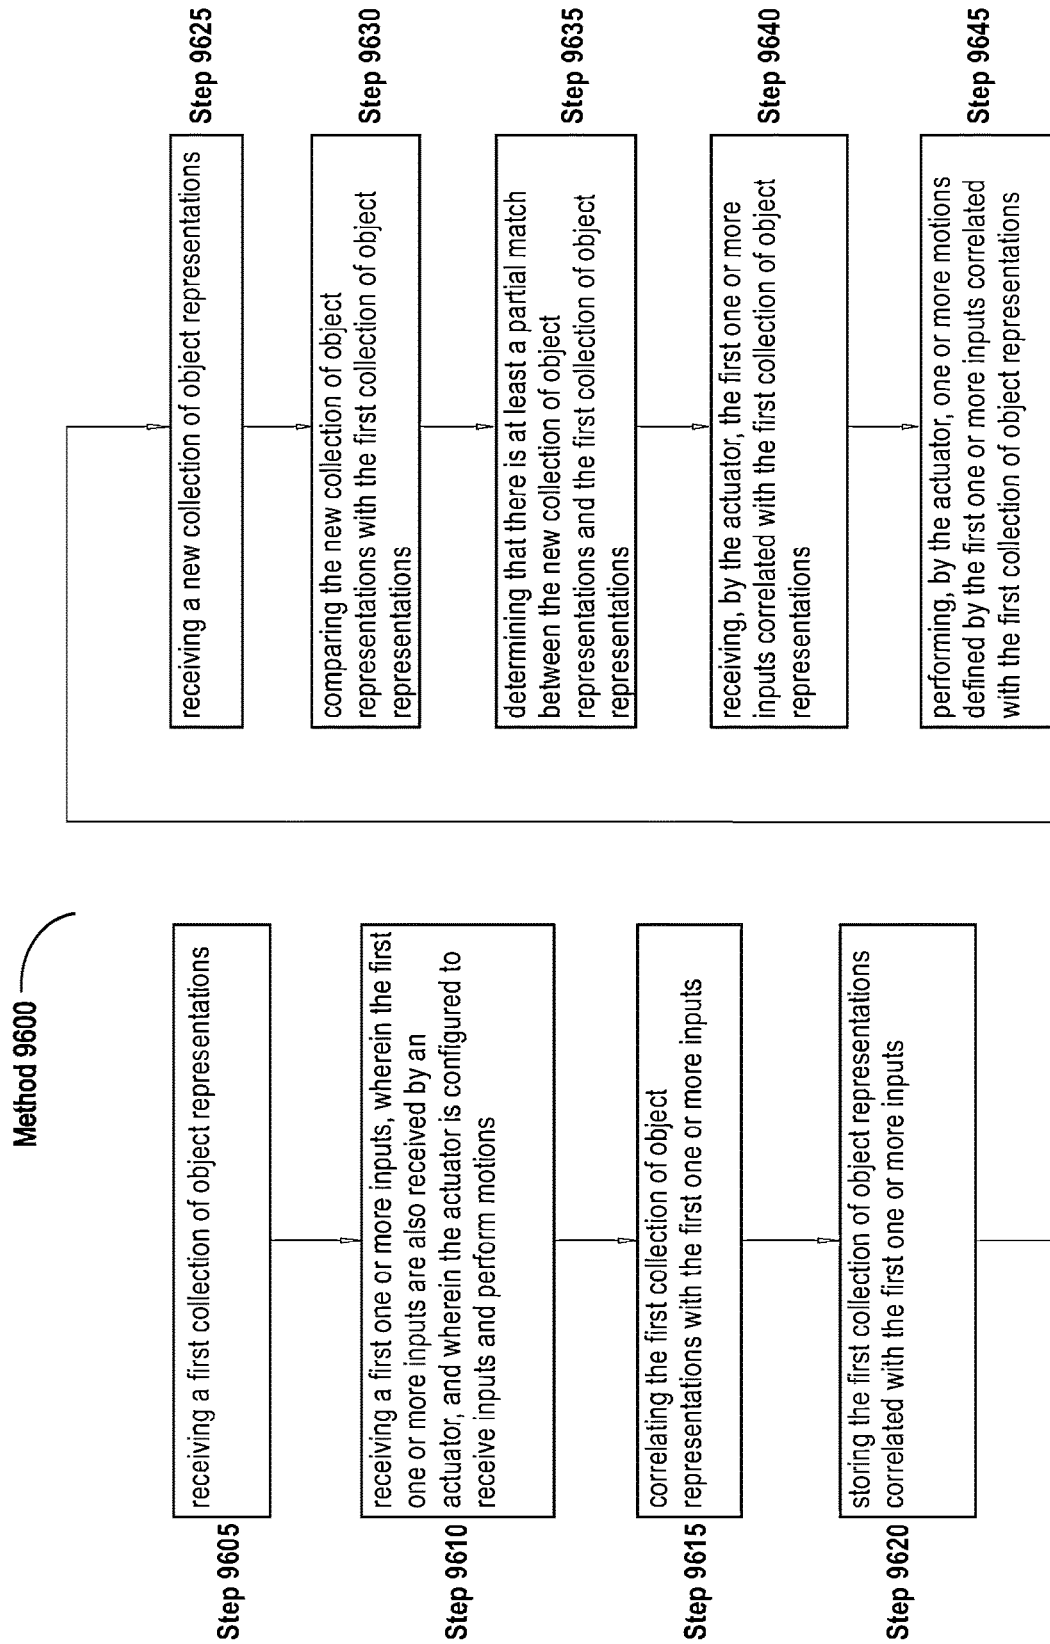 Method 9600
Step 9605
receiving a first collection of object representations
Step 9610
receiving a first one or more inputs, wherein the first
one or more inputs are also received by an
actuator, and wherein the actuator is configured to
receive inputs and perform motions
Step 9615
correlating the first collection of object
representations with the first one or more inputs
Step 9620
storing the first collection of object representations
correlated with the first one or more inputs
receiving a new collection of object representations
Step 9625
comparing the new collection of object
representations with the first collection of object
representations
Step 9630
determining that there is at least a partial match
between the new collection of object
representations and the first collection of object
representations
Step 9635
receiving, by the actuator, the first one or more
inputs correlated with the first collection of object
representations
Step 9640
performing, by the actuator, one or more motions
defined by the first one or more inputs correlated
with the first collection of object representations
Step 9645